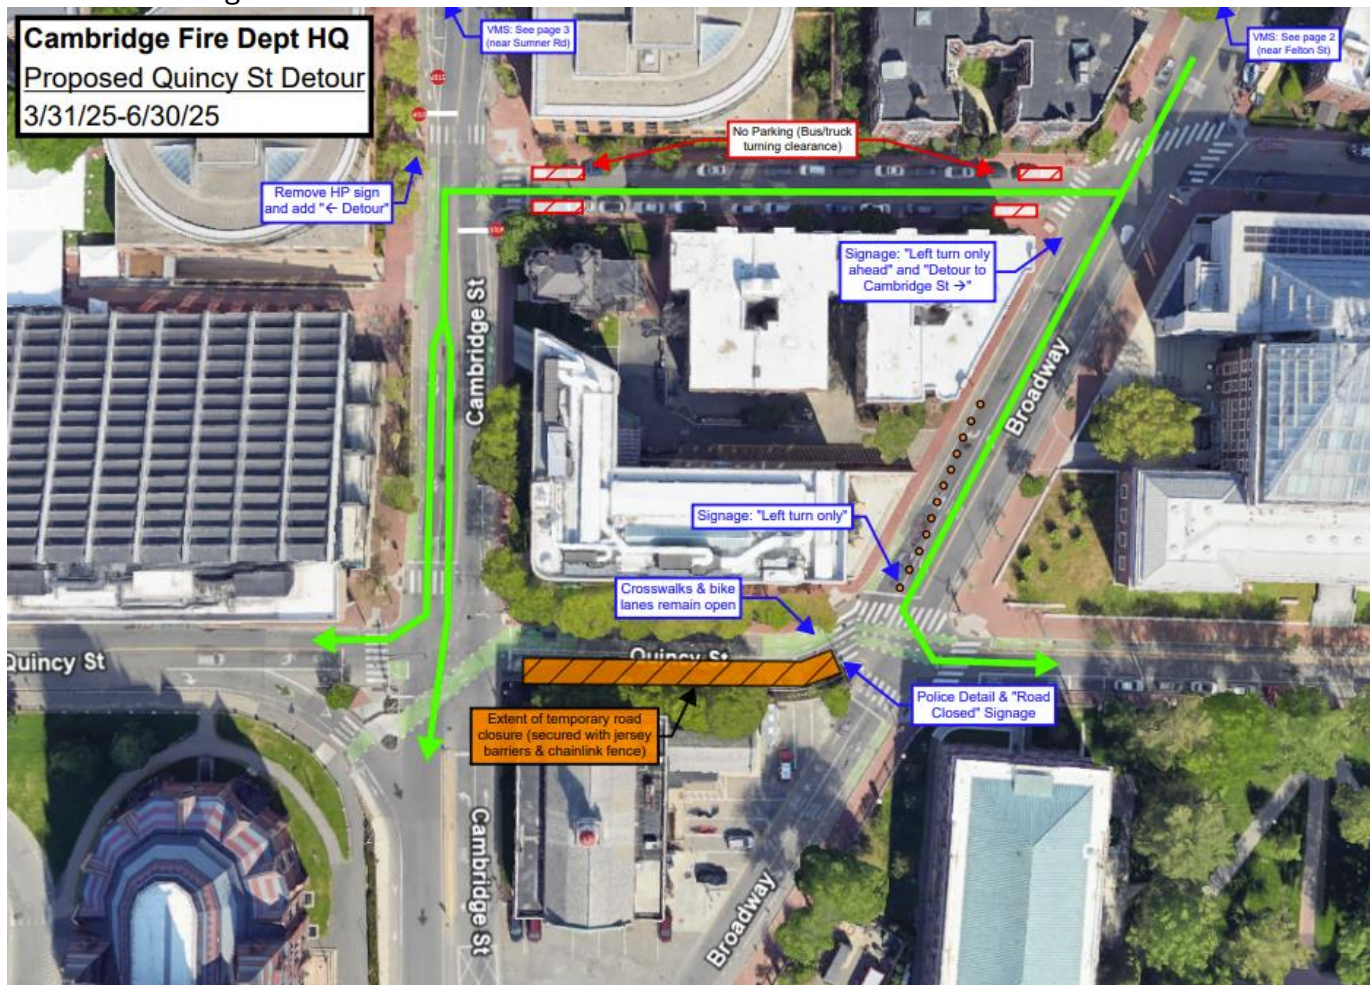 Cambridge Fire Dept HQ
Proposed Quincy St Detour
3/31/25-6/30/25
VMS: See page 3
(near Sumner Rd)
VMS: See page 2
(near Felton St)
STOP
No Parking (Bus/truck
turning clearance)
Remove HP sign
and add "← Detour"
STOP
Signage: "Left turn only
ahead" and "Detour to
Cambridge St →"
Cambridge St
Broadway
Signage: "Left turn only"
Crosswalks & bike
lanes remain open
Quincy St
Quincy St
Police Detail & "Road
Closed" Signage
Extent of temporary road
closure (secured with jersey
barriers & chainlink fence)
Cambridge St
Broadway